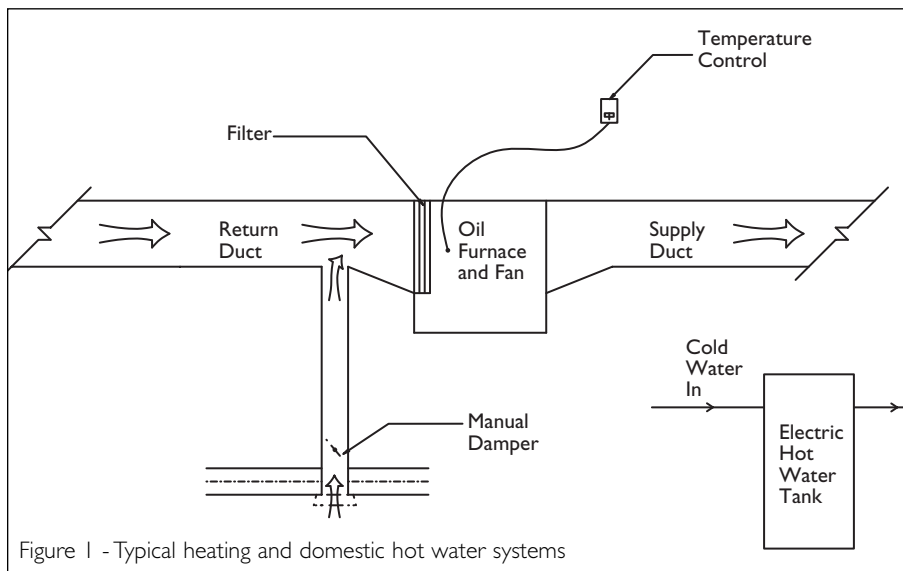 Temperature
Control
Filter
Return
Duct
Oil
Furnace
and Fan
Supply
Duct
Cold
Water
In
Manual
Damper
Electric
Hot
Water
Tank
Figure 1 - Typical heating and domestic hot water systems